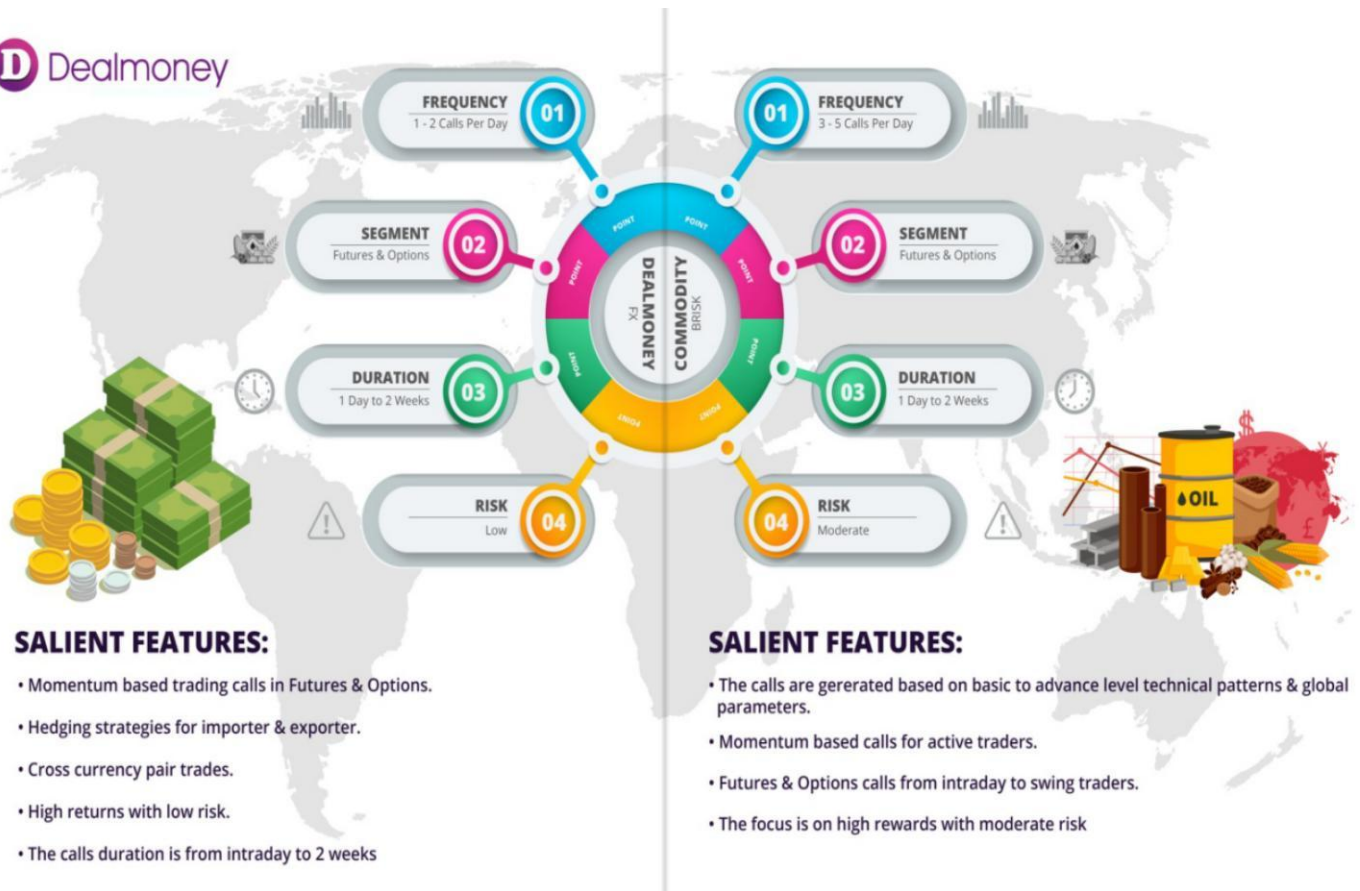 D Dealmoney
FREQUENCY
1 - 2 Calls Per Day
01
SEGMENT
Futures & Options
02
DURATION
1 Day to 2 Weeks
03
RISK
Low
04
POINT
POINT
POINT
POINT
DEALMONEY
FX
COMMODITY
BRISK
POINT
POINT
POINT
POINT
01
FREQUENCY
3 - 5 Calls Per Day
02
SEGMENT
Futures & Options
03
DURATION
1 Day to 2 Weeks
04
RISK
Moderate
$
¥
£
OIL
SALIENT FEATURES:
• Momentum based trading calls in Futures & Options.
• Hedging strategies for importer & exporter.
• Cross currency pair trades.
• High returns with low risk.
• The calls duration is from intraday to 2 weeks
SALIENT FEATURES:
• The calls are gererated based on basic to advance level technical patterns & global
parameters.
• Momentum based calls for active traders.
• Futures & Options calls from intraday to swing traders.
• The focus is on high rewards with moderate risk